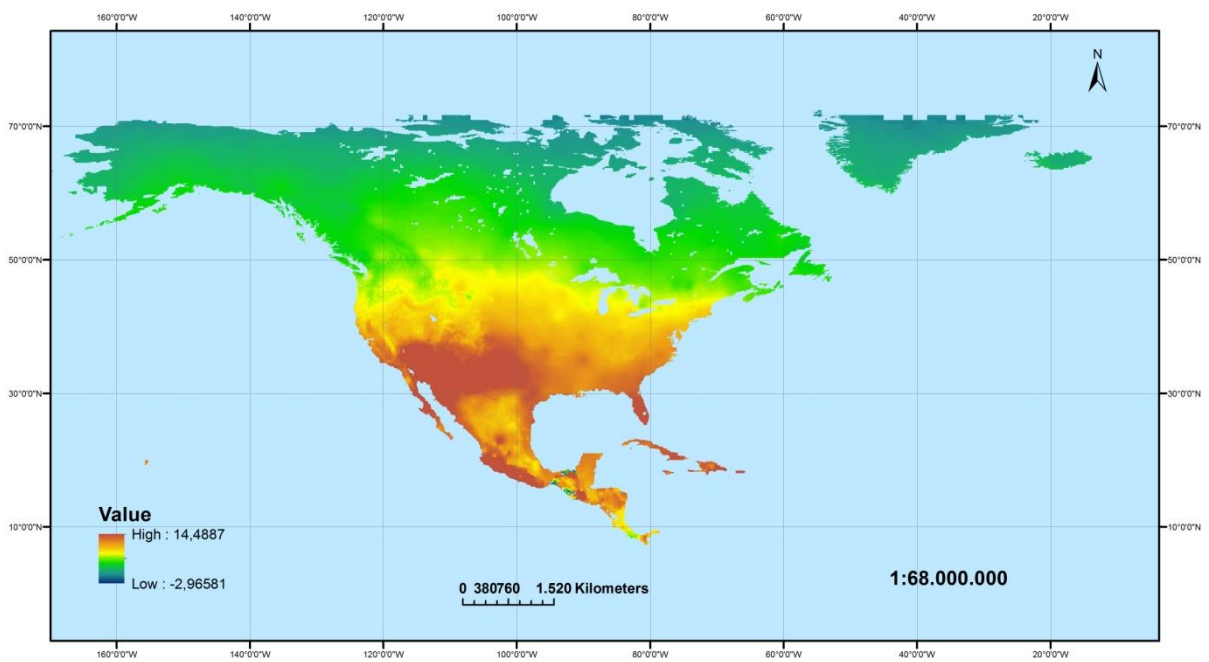 160°0'0"W 140°0'0"W 120°0'0"W 100°0'0"W 80°0'0"W 60°0'0"W 40°0'0"W 20°0'0"W
N
70°0'0"N 70°0'0"N
50°0'0"N 50°0'0"N
30°0'0"N 30°0'0"N
Value
High : 14,4887
Low : -2,96581
10°0'0"N 10°0'0"N
0 380760 1.520 Kilometers
1:68.000.000
160°0'0"W 140°0'0"W 120°0'0"W 100°0'0"W 80°0'0"W 60°0'0"W 40°0'0"W 20°0'0"W